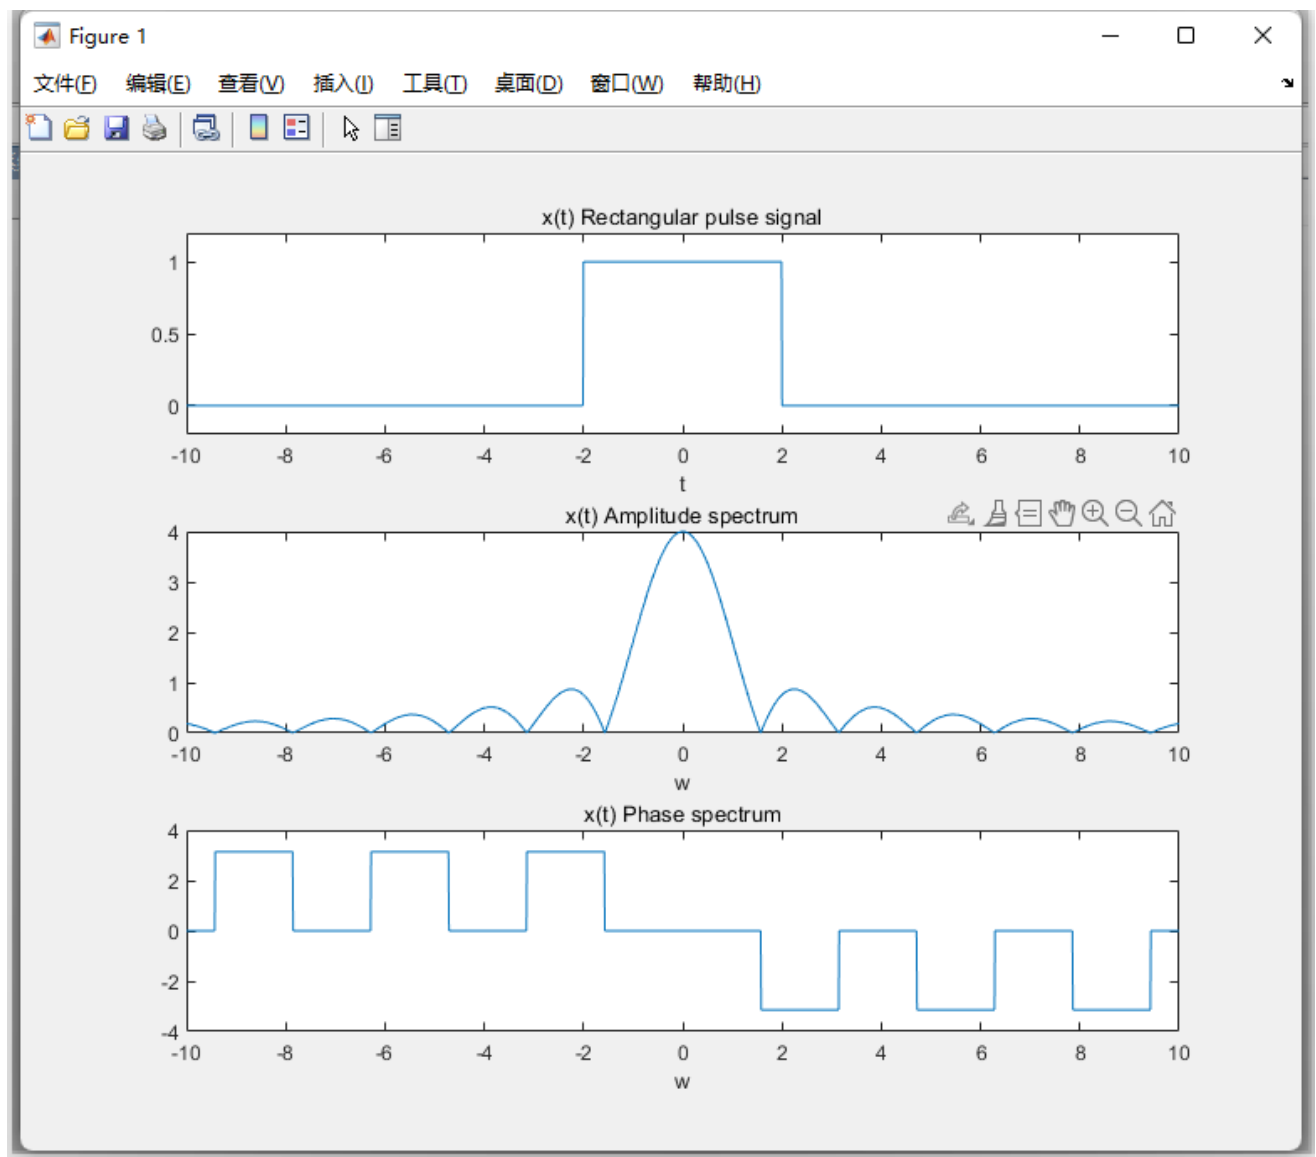 Figure 1
文件(F) 编辑(E) 查看(V) 插入(I) 工具(T) 桌面(D) 窗口(W) 帮助(H)
x(t) Rectangular pulse signal
1
0.5
0
-10 -8 -6 -4 -2 0 2 4 6 8 10
t
x(t) Amplitude spectrum
4
3
2
1
0
-10 -8 -6 -4 -2 0 2 4 6 8 10
w
x(t) Phase spectrum
4
2
0
-2
-4
-10 -8 -6 -4 -2 0 2 4 6 8 10
w